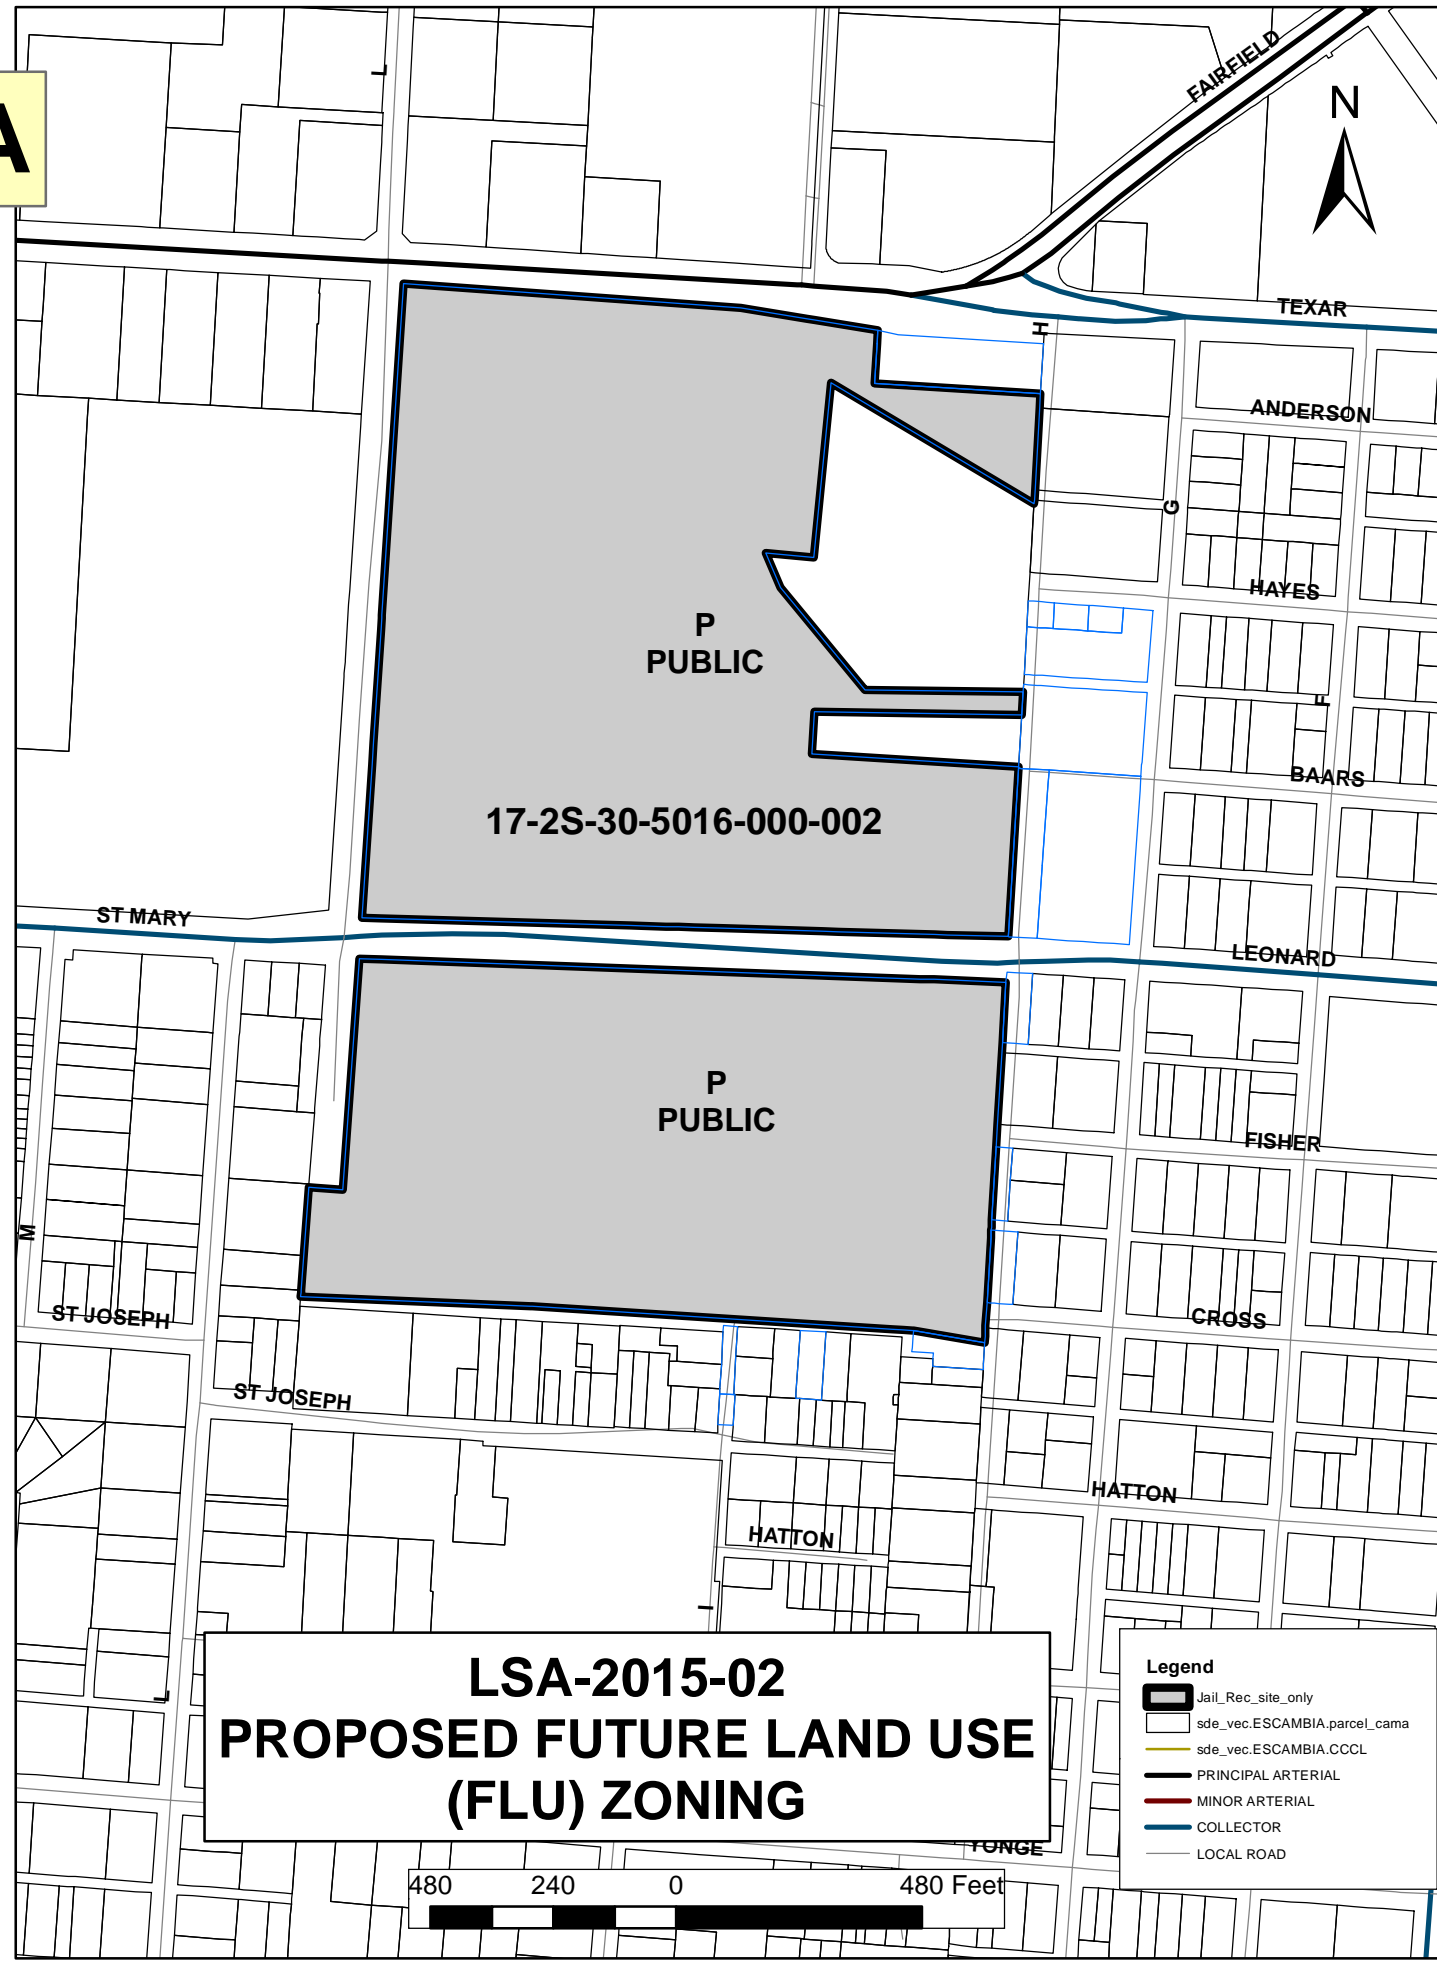 A
L
FAIRFIELD
N
TEXAR
H
ANDERSON
G
HAYES
P
PUBLIC
F
BAARS
17-2S-30-5016-000-002
ST MARY
LEONARD
P
PUBLIC
FISHER
M
ST JOSEPH
CROSS
ST JOSEPH
HATTON
HATTON
I
L
LSA-2015-02
PROPOSED FUTURE LAND USE
(FLU) ZONING
YONGE
Legend
Jail_Rec_site_only
sde_vec.ESCAMBIA.parcel_cama
sde_vec.ESCAMBIA.CCCL
PRINCIPAL ARTERIAL
MINOR ARTERIAL
COLLECTOR
LOCAL ROAD
480 240 0 480 Feet